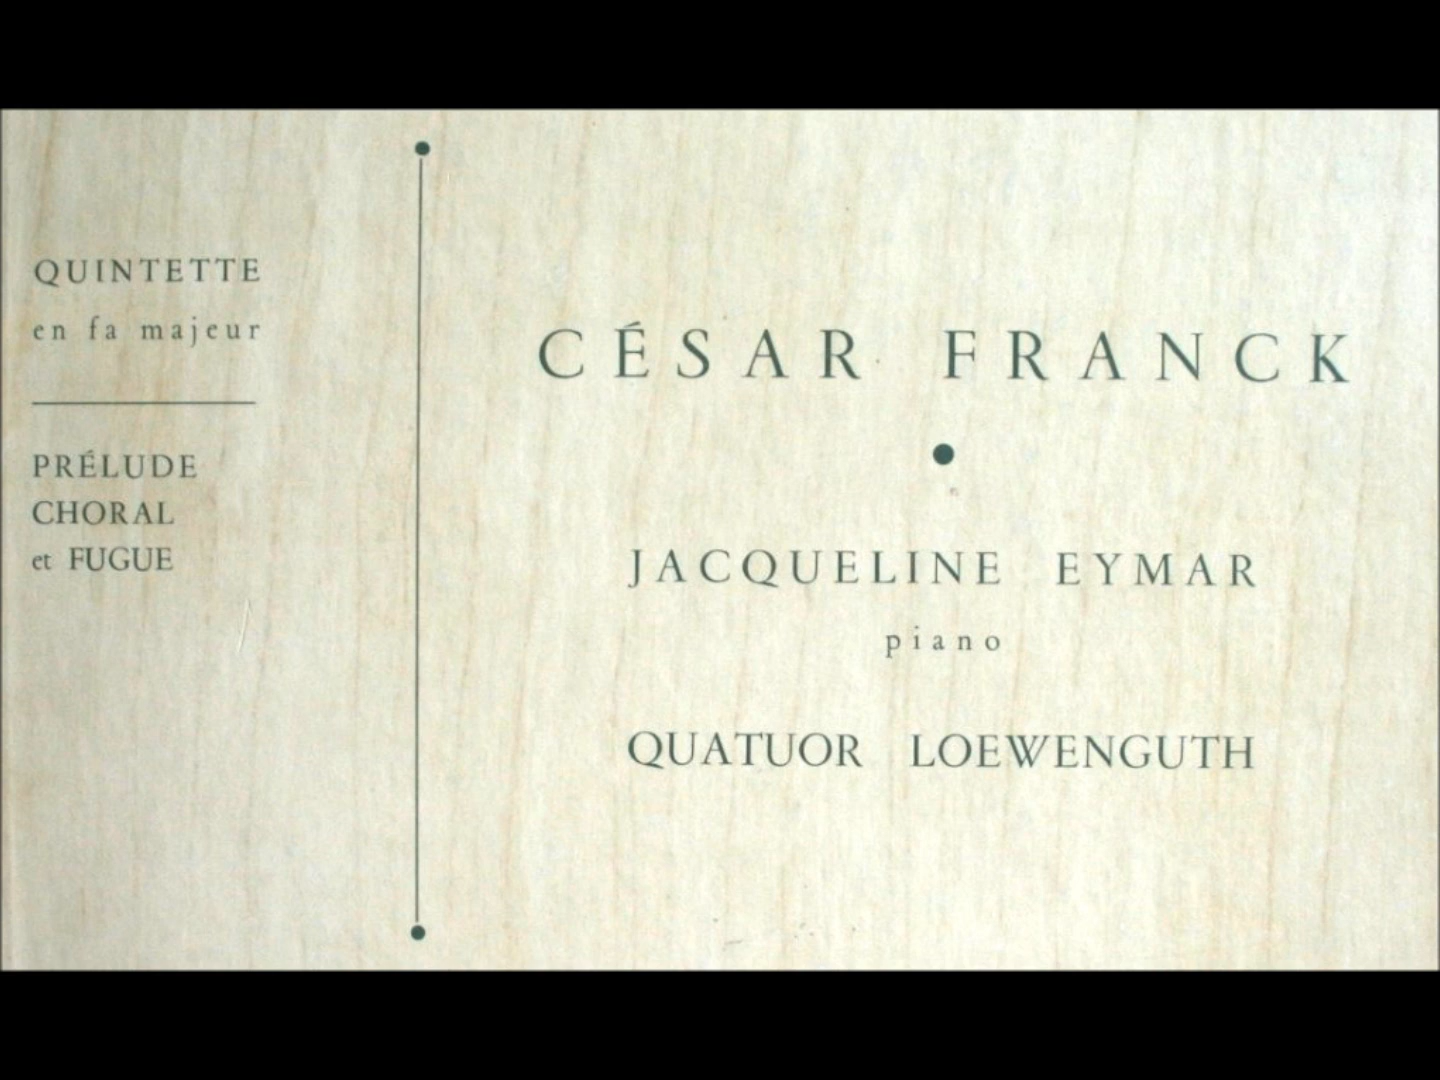 QUINTETTE
en fa majeur
PRÉLUDE
CHORAL
et FUGUE
CÉSAR FRANCK
JACQUELINE EYMAR
piano
QUATUOR LOEWENGUTH